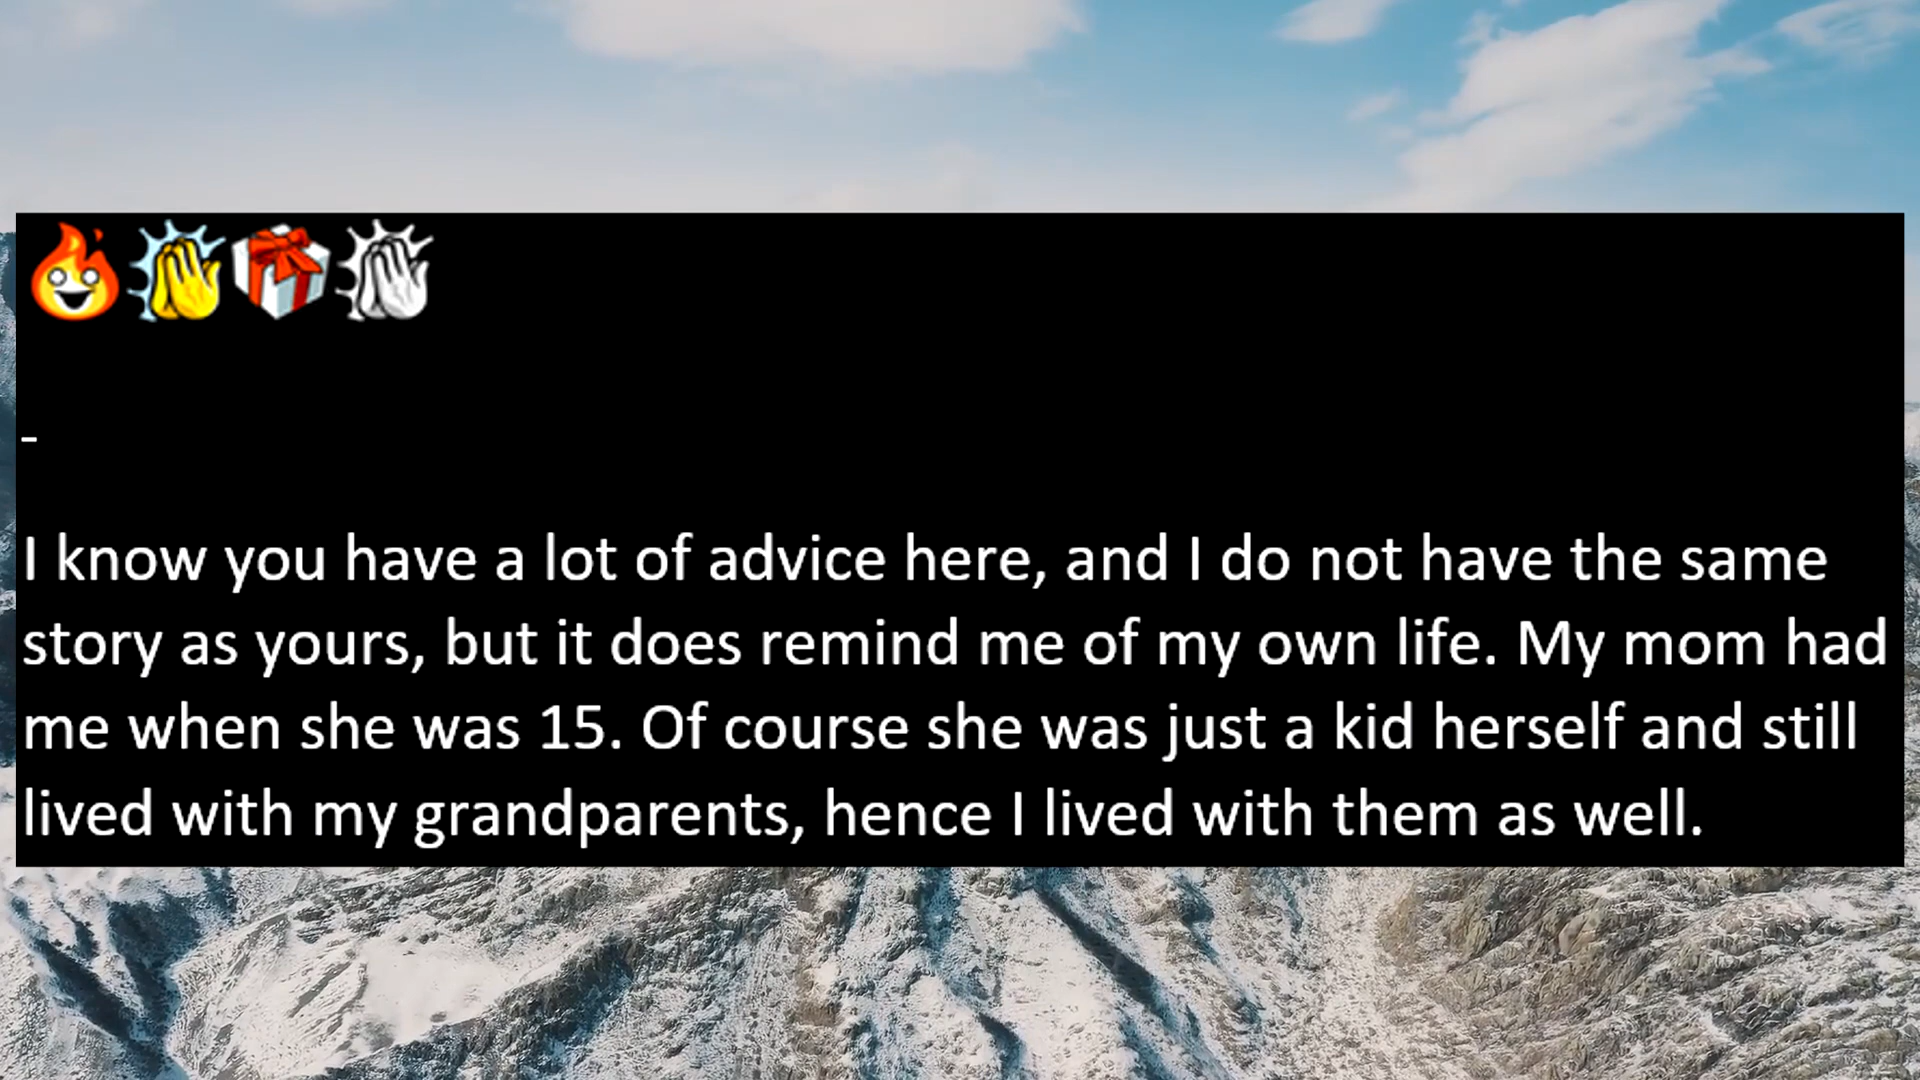 -
I know you have a lot of advice here, and I do not have the same
story as yours, but it does remind me of my own life. My mom had
me when she was 15. Of course she was just a kid herself and still
lived with my grandparents, hence I lived with them as well.